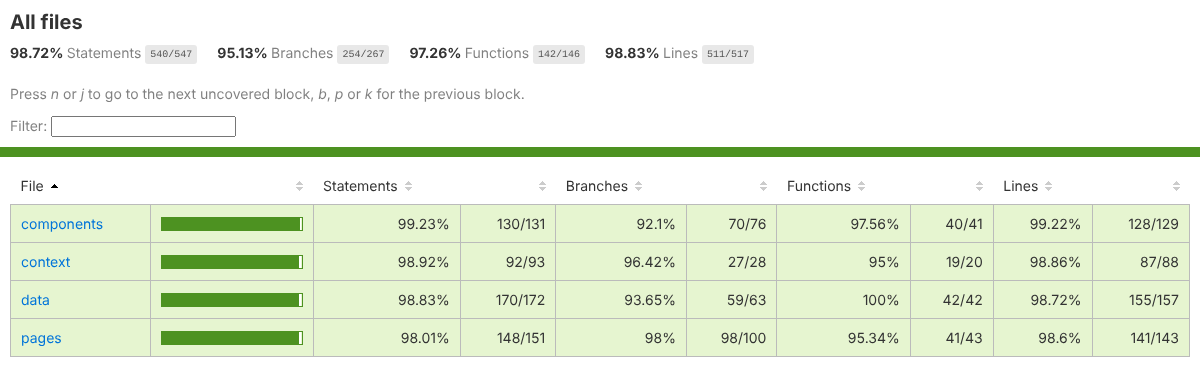 All files
98.72% Statements 540/547 95.13% Branches 254/267 97.26% Functions 142/146 98.83% Lines 511/517
Press n or j to go to the next uncovered block, b, p or k for the previous block.
Filter:
File Statements Branches Functions Lines
components 99.23% 130/131 92.1% 70/76 97.56% 40/41 99.22% 128/129
context 98.92% 92/93 96.42% 27/28 95% 19/20 98.86% 87/88
data 98.83% 170/172 93.65% 59/63 100% 42/42 98.72% 155/157
pages 98.01% 148/151 98% 98/100 95.34% 41/43 98.6% 141/143